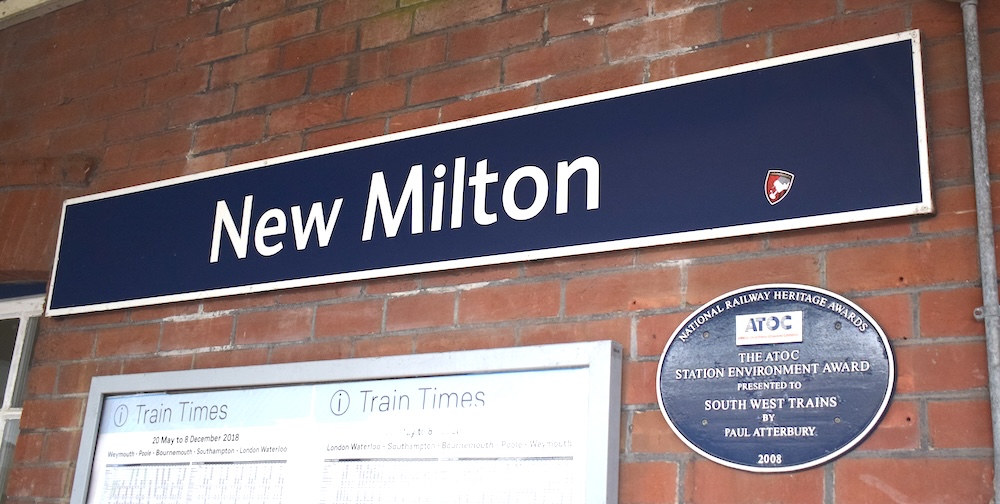 New Milton
NATIONAL RAILWAY HERITAGE AWARDS
ATOC
THE ATOC
STATION ENVIRONMENT AWARD
PRESENTED TO
SOUTH WEST TRAINS
BY
PAUL ATTERBURY
2008
i Train Times
20 May to 8 December 2018
Weymouth - Poole - Bournemouth - Southampton - London Waterloo
i Train Times
London Waterloo - Southampton - Bournemouth - Poole - Weymouth